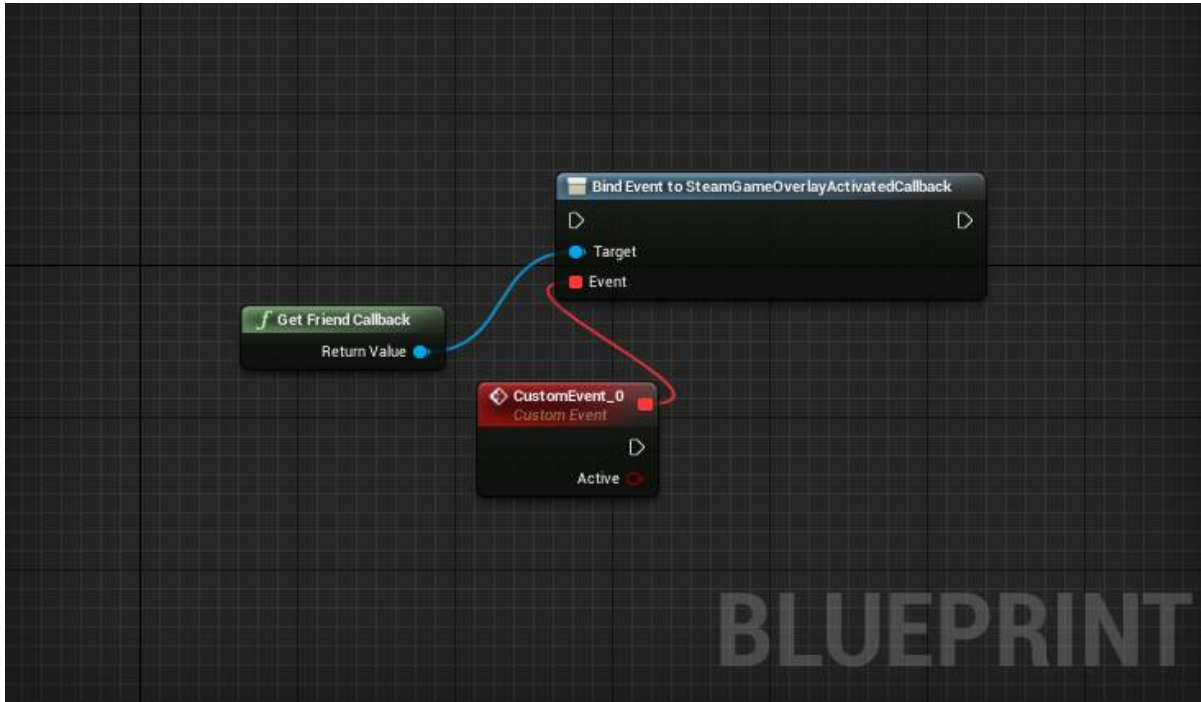 Bind Event to SteamGameOverlayActivatedCallback
Target
Event
f Get Friend Callback
Return Value
CustomEvent_0
Custom Event
Active
BLUEPRINT